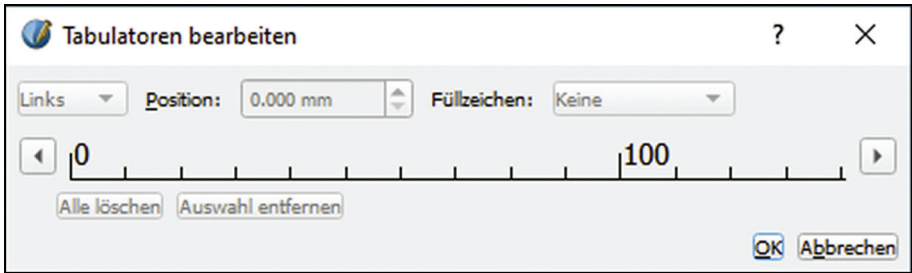 Tabulatoren bearbeiten ?
Links Position: 0.000 mm Füllzeichen: Keine
0 100
Alle löschen Auswahl entfernen
OK Abbrechen